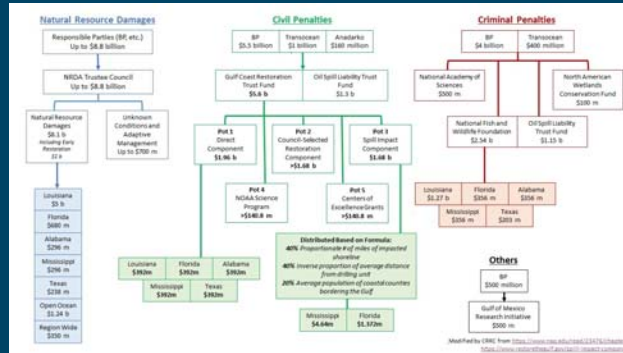 Natural Resource Damages
Responsible Parties (BP, etc.)
Up to $8.8 billion
NRDA Trustee Council
Up to $8.8 billion
Natural Resource
Damages
$8.1 b
Including Early
Restoration
$1 b
Unknown
Conditions and
Adaptive
Management
Up to $700 m
Louisiana
$5 b
Florida
$680 m
Alabama
$296 m
Mississippi
$296 m
Texas
$238 m
Open Ocean
$1.24 b
Region Wide
$350 m
Civil Penalties
BP
$5.5 billion
Transocean
$1 billion
Anadarko
$160 million
Gulf Coast Restoration
Trust Fund
$5.6 b
Oil Spill Liability Trust
Fund
$1.3 b
Pot 1
Direct
Component
$1.96 b
Pot 2
Council-Selected
Restoration
Component
>$1.68 b
Pot 3
Spill Impact
Component
$1.68 b
Pot 4
NOAA Science
Program
>$140.8 m
Pot 5
Centers of
Excellence Grants
>$140.8 m
Louisiana
$392m
Florida
$392m
Alabama
$392m
Mississippi
$392m
Texas
$392m
Distributed Based on Formula:
40% Proportionate # of miles of impacted
shoreline
40% Inverse proportion of average distance
from drilling unit
20% Average population of coastal counties
bordering the Gulf
Mississippi
$4.64m
Florida
$1.372m
Criminal Penalties
BP
$4 billion
Transocean
$400 million
National Academy of
Sciences
$500 m
North American
Wetlands
Conservation Fund
$100 m
National Fish and
Wildlife Foundation
$2.54 b
Oil Spill Liability
Trust Fund
$1.15 b
Louisiana
$1.27 b
Florida
$356 m
Alabama
$356 m
Mississippi
$356 m
Texas
$203 m
Others
BP
$500 million
Gulf of Mexico
Research Initiative
$500 m
Modified by CRRC from